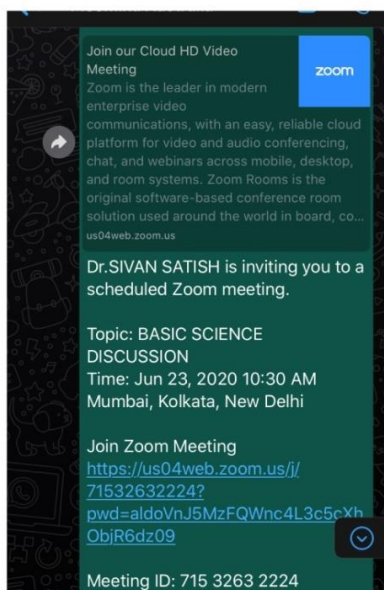 Join our Cloud HD Video
Meeting
zoom
Zoom is the leader in modern
enterprise video
communications, with an easy, reliable cloud
platform for video and audio conferencing,
chat, and webinars across mobile, desktop,
and room systems. Zoom Rooms is the
original software-based conference room
solution used around the world in board, co...
us04web.zoom.us
Dr.SIVAN SATISH is inviting you to a
scheduled Zoom meeting.
Topic: BASIC SCIENCE
DISCUSSION
Time: Jun 23, 2020 10:30 AM
Mumbai, Kolkata, New Delhi
Join Zoom Meeting
https://us04web.zoom.us/j/
71532632224?
pwd=aldoVnJ5MzFQWnc4L3c5cXh
ObjR6dz09
Meeting ID: 715 3263 2224